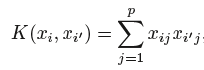 K(x_i, x_{i'}) = \sum_{j=1}^{p} x_{ij} x_{i'j},